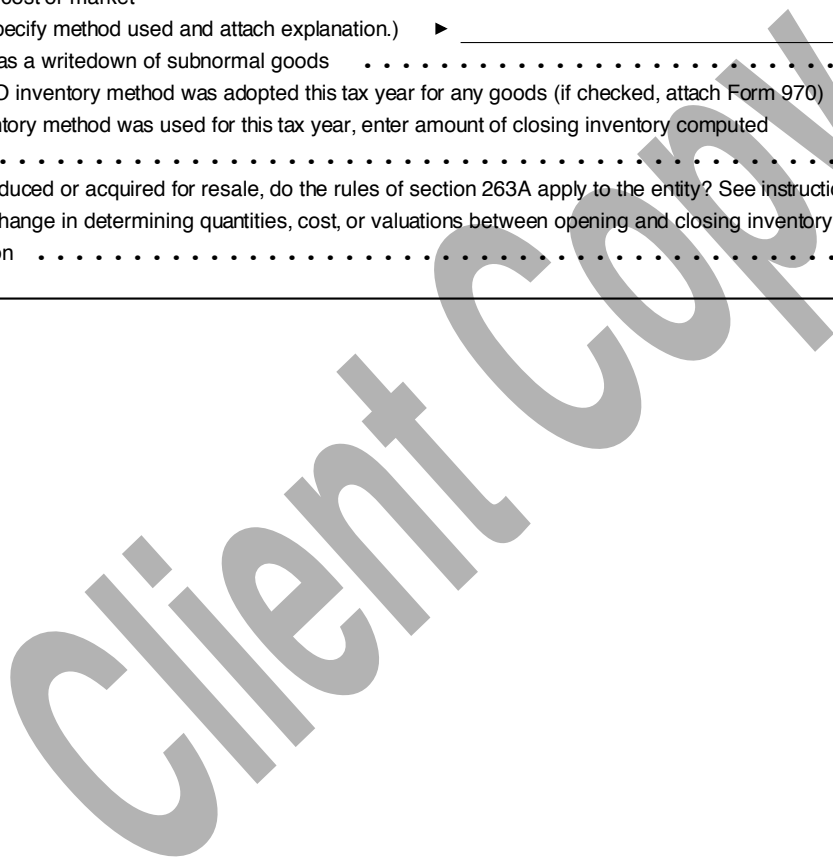 cost or market
pecify method used and attach explanation.) ►
as a writedown of subnormal goods
O inventory method was adopted this tax year for any goods (if checked, attach Form 970)
ntory method was used for this tax year, enter amount of closing inventory computed
duced or acquired for resale, do the rules of section 263A apply to the entity? See instructi
hange in determining quantities, cost, or valuations between opening and closing inventory
on
Client Copy